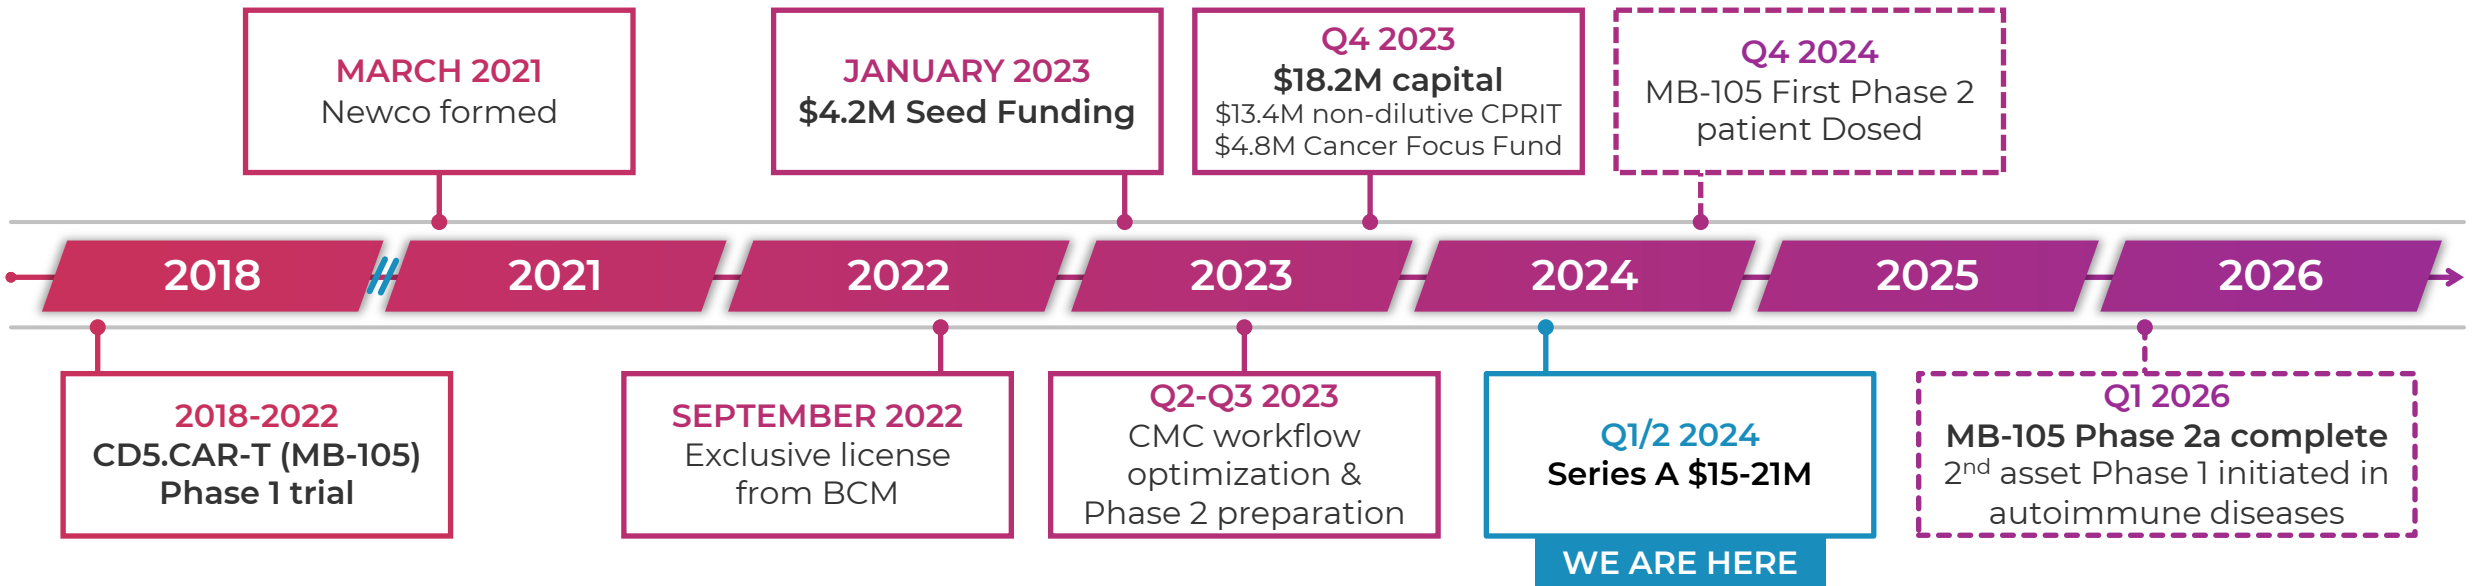 MARCH 2021
Newco formed
JANUARY 2023
$4.2M Seed Funding
Q4 2023
$18.2M capital
$13.4M non-dilutive CPRIT
$4.8M Cancer Focus Fund
Q4 2024
MB-105 First Phase 2
patient Dosed
2018
2021
2022
2023
2024
2025
2026
2018-2022
CD5.CAR-T (MB-105)
Phase 1 trial
SEPTEMBER 2022
Exclusive license
from BCM
Q2-Q3 2023
CMC workflow
optimization &
Phase 2 preparation
Q1/2 2024
Series A $15-21M
WE ARE HERE
Q1 2026
MB-105 Phase 2a complete
2nd asset Phase 1 initiated in
autoimmune diseases